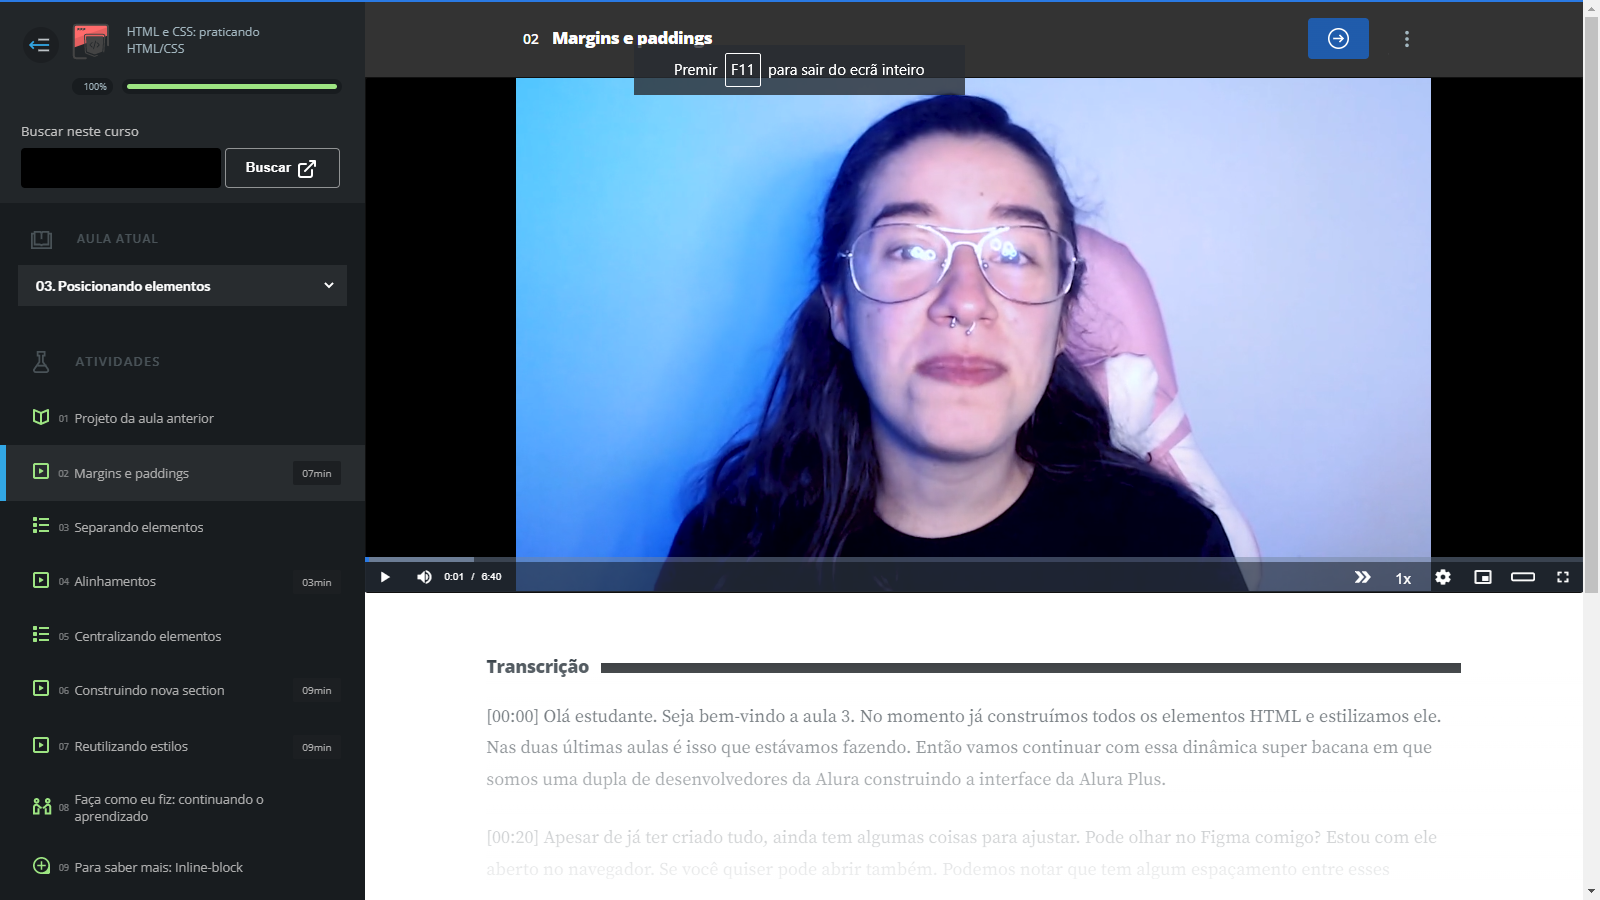 HTML e CSS: praticando
HTML/CSS
100%
Buscar neste curso
Buscar
AULA ATUAL
03. Posicionando elementos
ATIVIDADES
01 Projeto da aula anterior
02 Margins e paddings 07min
03 Separando elementos
04 Alinhamentos 03min
05 Centralizando elementos
06 Construindo nova section 09min
07 Reutilizando estilos 09min
08 Faça como eu fiz: continuando o
aprendizado
09 Para saber mais: Inline-block
02 Margins e paddings
Premir F11 para sair do ecrã inteiro
0:01 / 6:40
1x
Transcrição
[00:00] Olá estudante. Seja bem-vindo a aula 3. No momento já construímos todos os elementos HTML e estilizamos ele.
Nas duas últimas aulas é isso que estávamos fazendo. Então vamos continuar com essa dinâmica super bacana em que
somos uma dupla de desenvolvedores da Alura construindo a interface da Alura Plus.
[00:20] Apesar de já ter criado tudo, ainda tem algumas coisas para ajustar. Pode olhar no Figma comigo? Estou com ele
aberto no navegador. Se você quiser pode abrir também. Podemos notar que tem algum espaçamento entre esses